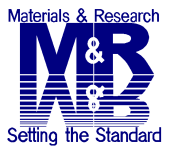 Materials & Research
M&R
Setting the Standard